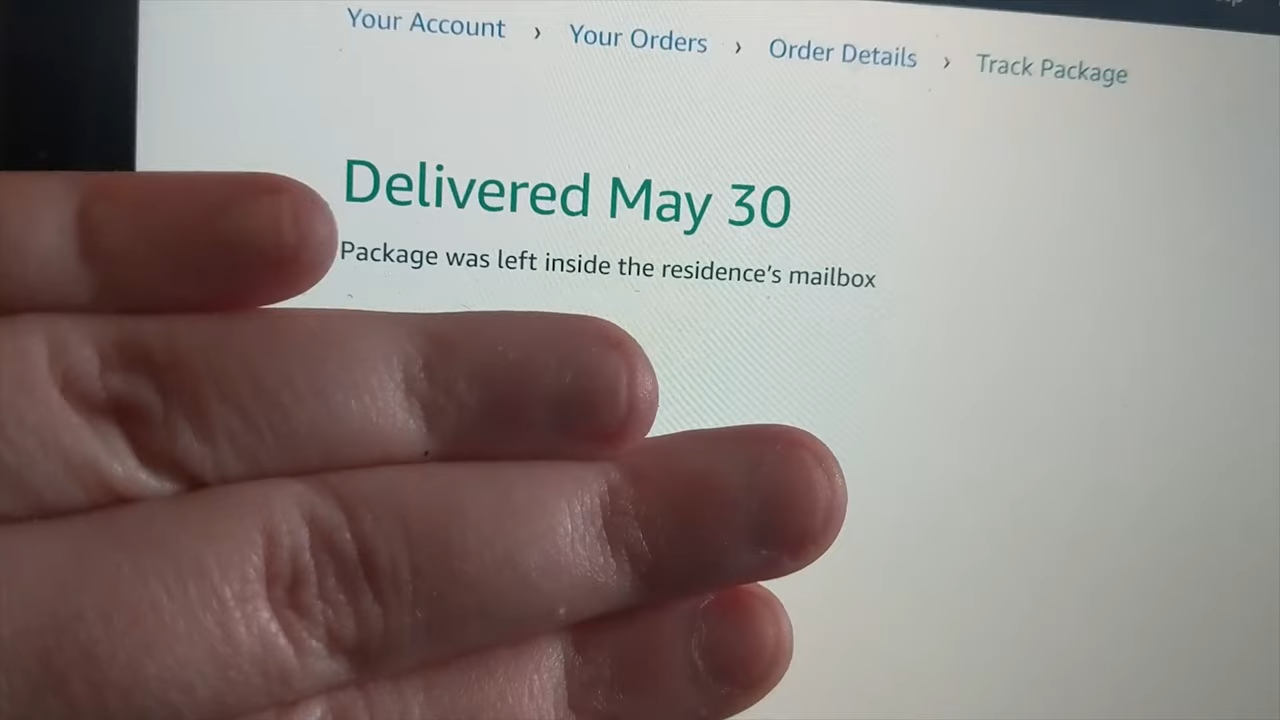 Your Account › Your Orders › Order Details › Track Package
Delivered May 30
Package was left inside the residence's mailbox